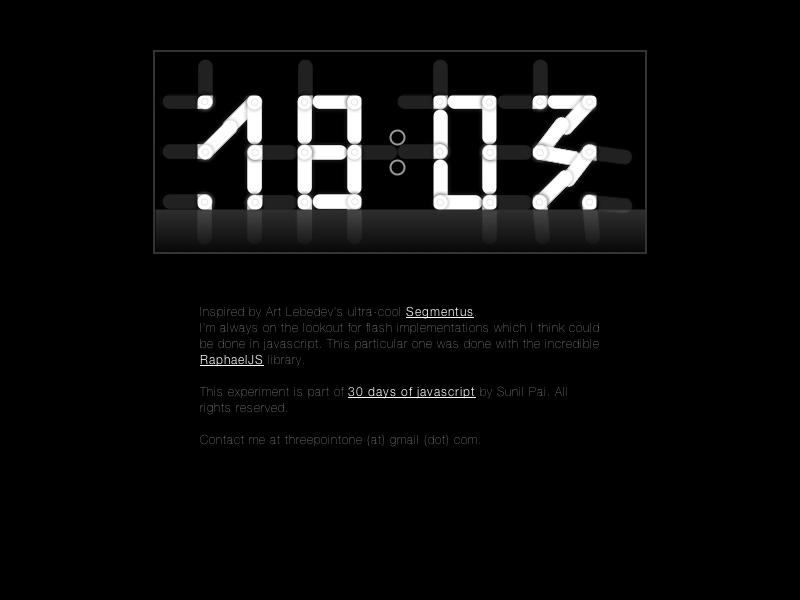 18:03
Inspired by Art Lebedev's ultra-cool Segmentus.
I'm always on the lookout for flash implementations which I think could
be done in javascript. This particular one was done with the incredible
RaphaelJS library.
This experiment is part of 30 days of javascript by Sunil Pai. All
rights reserved.
Contact me at threepointone (at) gmail (dot) com.